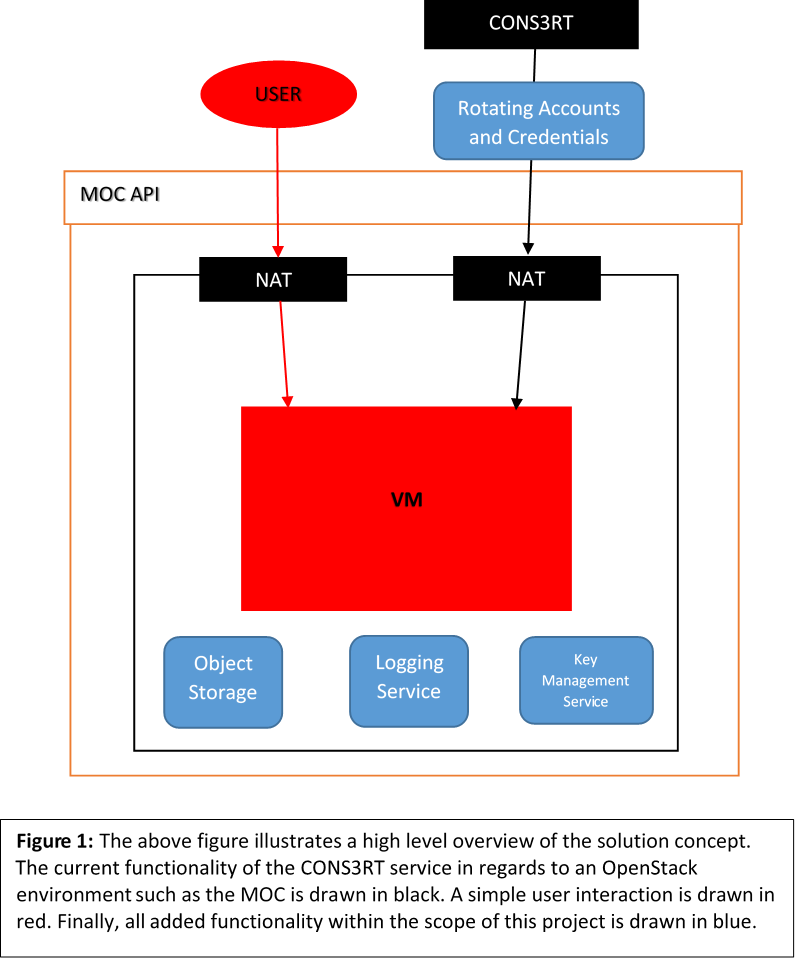 CONS3RT
USER
Rotating Accounts
and Credentials
MOC API
NAT
NAT
VM
Object
Storage
Logging
Service
Key
Management
Service
Figure 1: The above figure illustrates a high level overview of the solution concept.
The current functionality of the CONS3RT service in regards to an OpenStack
environment such as the MOC is drawn in black. A simple user interaction is drawn in
red. Finally, all added functionality within the scope of this project is drawn in blue.